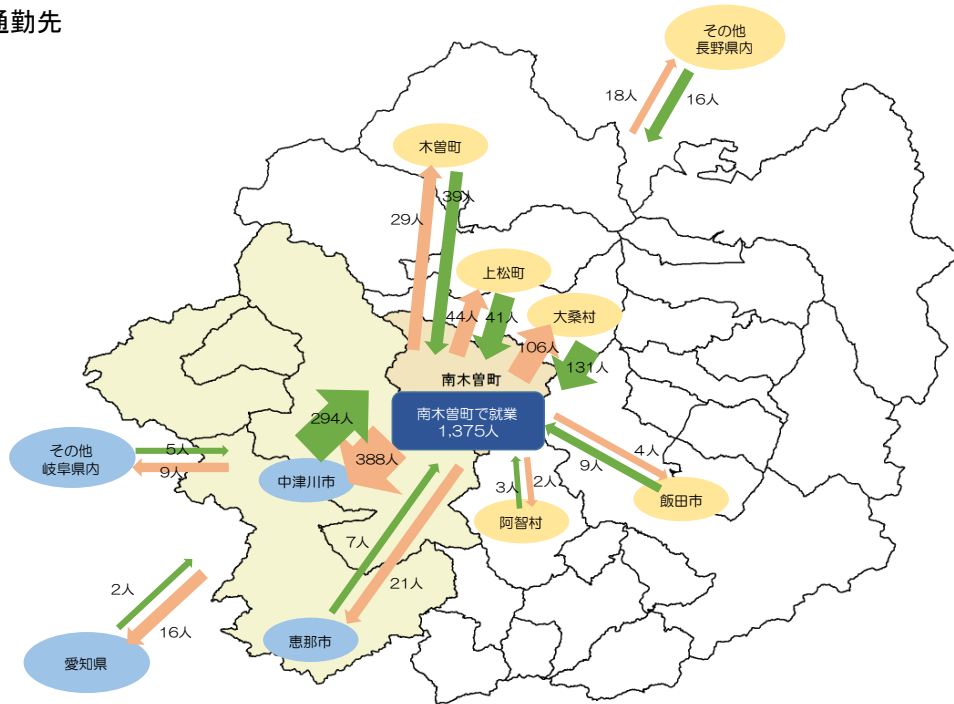 通勤先
その他
長野県内
18人
16人
木曽町
39人
29人
上松町
44人
41人
大桑村
106人
131人
南木曽町
南木曽町で就業
1,375人
294人
388人
その他
岐阜県内
5人
9人
中津川市
4人
9人
飯田市
3人
2人
阿智村
7人
21人
恵那市
2人
16人
愛知県